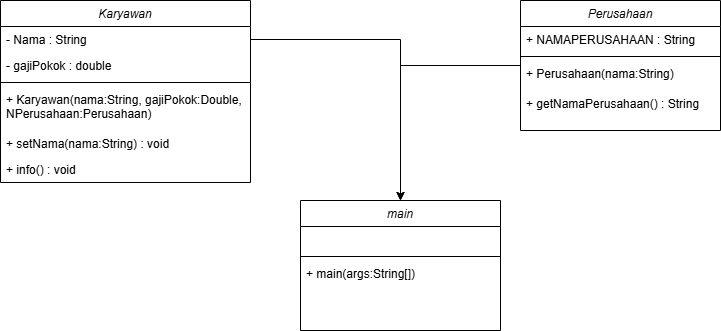 Karyawan
- Nama : String
- gajiPokok : double
+ Karyawan(nama:String, gajiPokok:Double,
NPerusahaan:Perusahaan)
+ setNama(nama:String) : void
+ info() : void
Perusahaan
+ NAMAPERUSAHAAN : String
+ Perusahaan(nama:String)
+ getNamaPerusahaan() : String
main
+ main(args:String[])